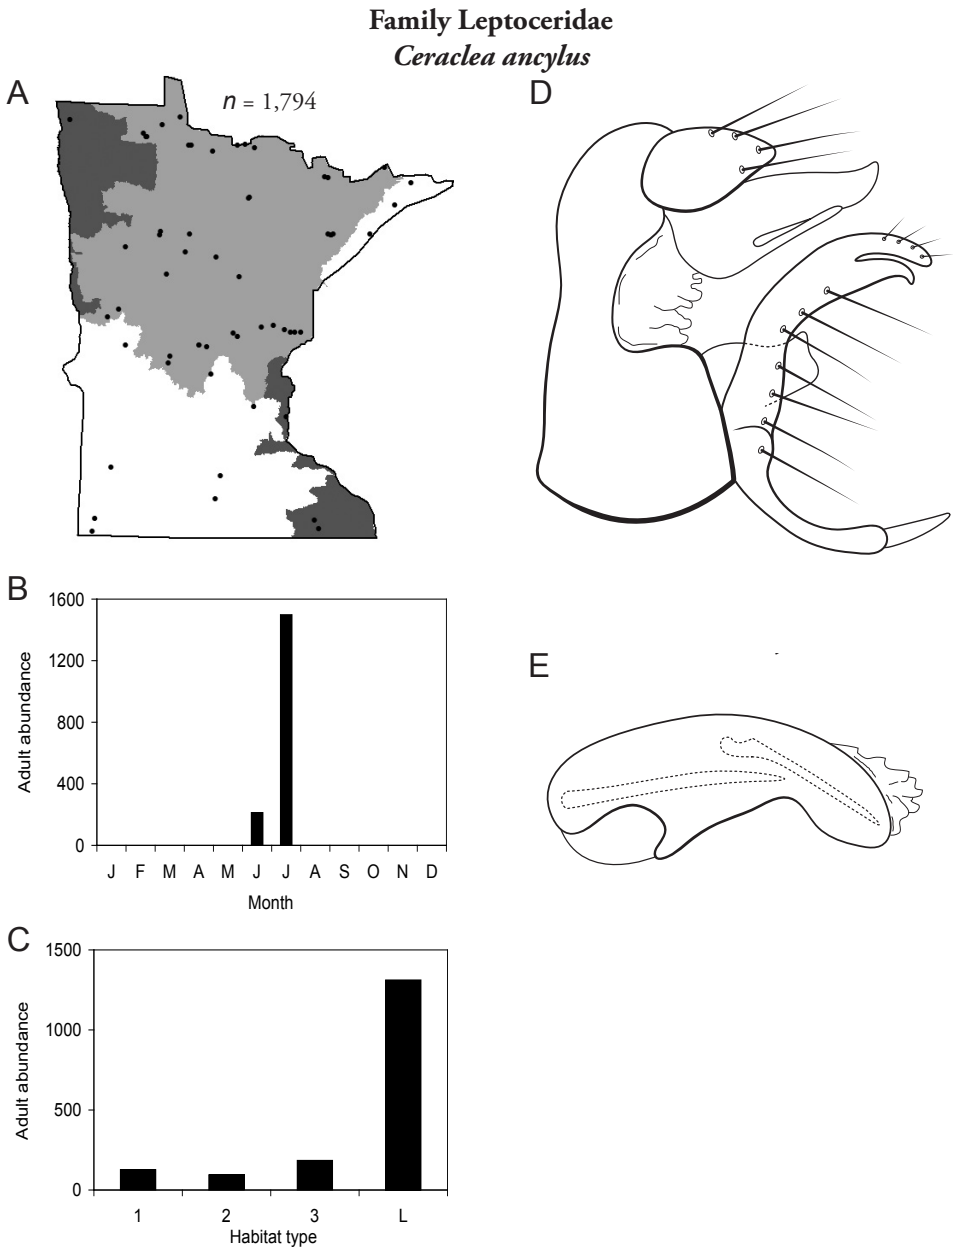 Family Leptoceridae
Ceraclea ancylus
A
n = 1,794
D
B
1600
1200
800
400
0
Adult abundance
J F M A M J J A S O N D
Month
E
C
1500
1000
500
0
Adult abundance
1 2 3 L
Habitat type